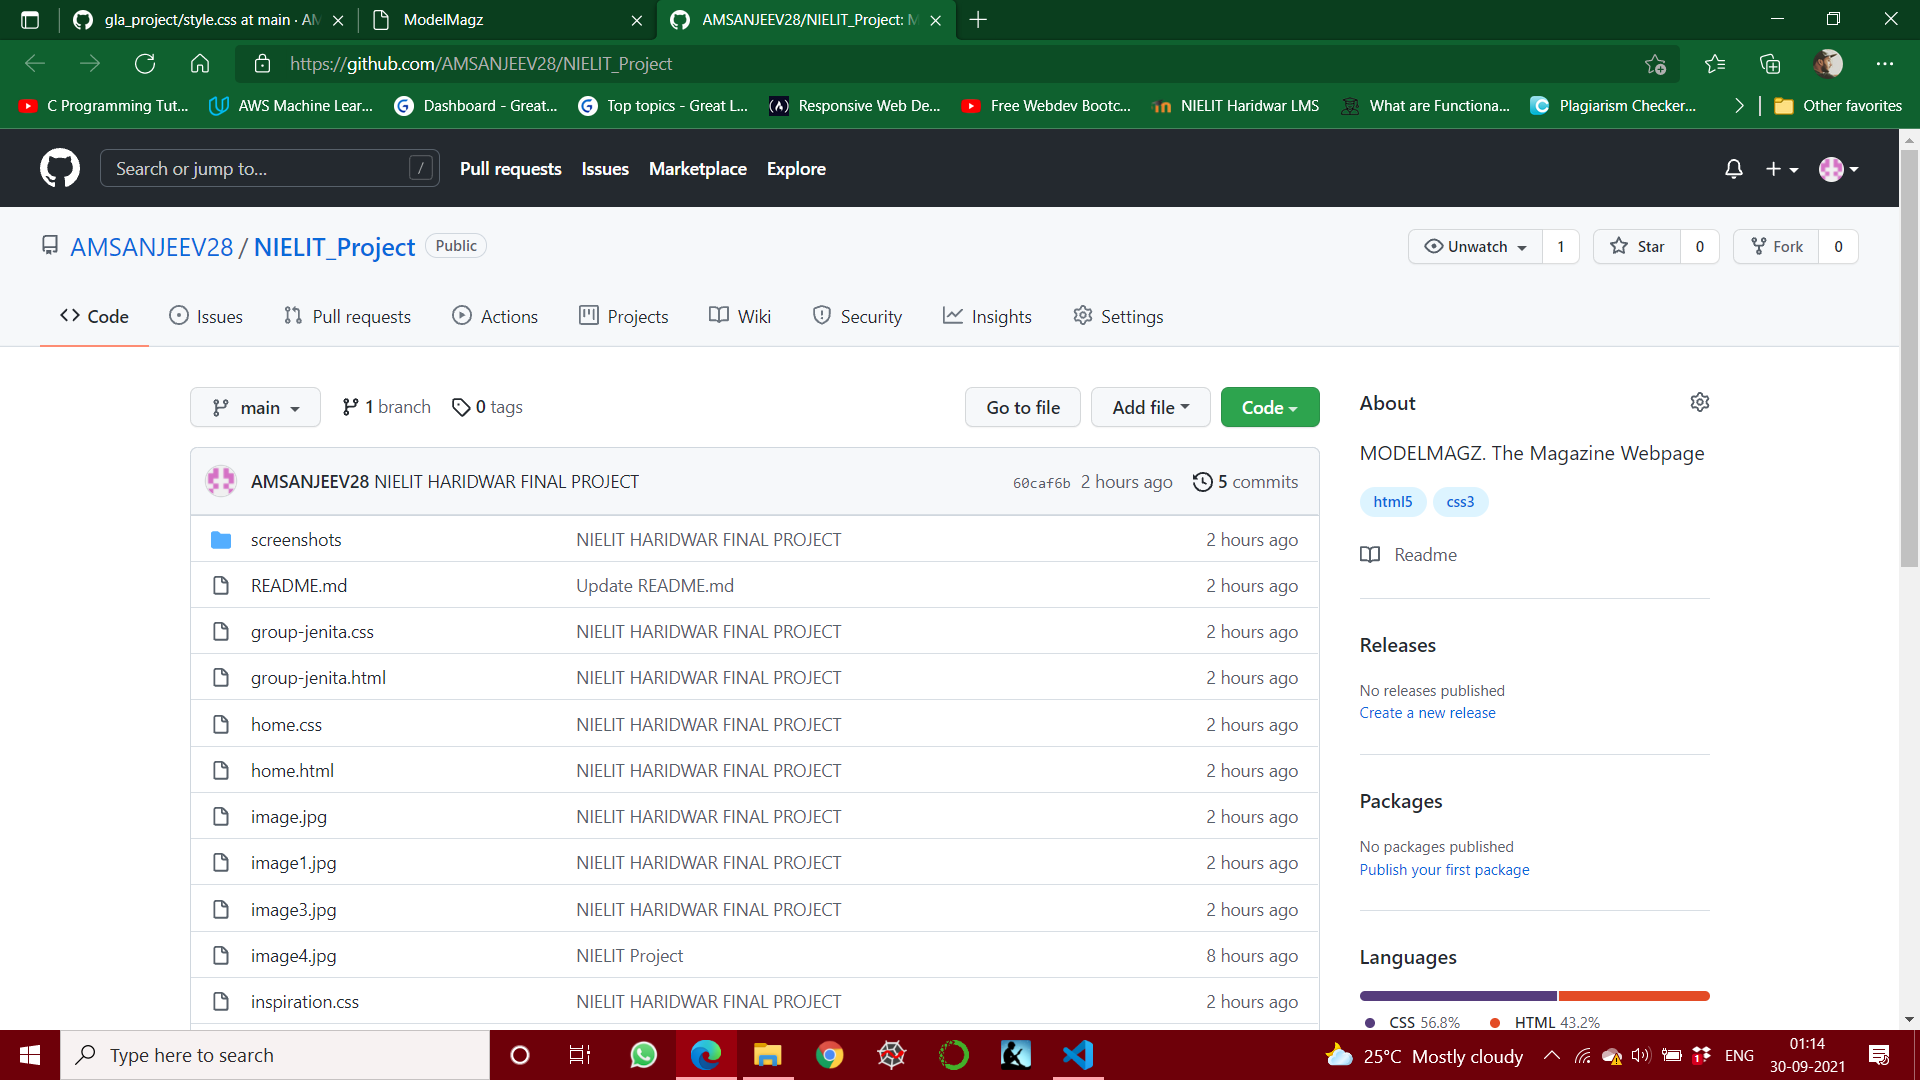 gla_project/style.css at main · AM
ModelMagz
AMSANJEEV28/NIELIT_Project: M
https://github.com/AMSANJEEV28/NIELIT_Project
C Programming Tut...
AWS Machine Lear...
Dashboard - Great...
Top topics - Great L...
Responsive Web De...
Free Webdev Bootc...
NIELIT Haridwar LMS
What are Functiona...
Plagiarism Checker...
Other favorites
Search or jump to... /
Pull requests Issues Marketplace Explore
AMSANJEEV28 / NIELIT_Project Public
Unwatch 1 Star 0 Fork 0
Code Issues Pull requests Actions Projects Wiki Security Insights Settings
main 1 branch 0 tags Go to file Add file Code
AMSANJEEV28 NIELIT HARIDWAR FINAL PROJECT 60caf6b 2 hours ago 5 commits
screenshots NIELIT HARIDWAR FINAL PROJECT 2 hours ago
README.md Update README.md 2 hours ago
group-jenita.css NIELIT HARIDWAR FINAL PROJECT 2 hours ago
group-jenita.html NIELIT HARIDWAR FINAL PROJECT 2 hours ago
home.css NIELIT HARIDWAR FINAL PROJECT 2 hours ago
home.html NIELIT HARIDWAR FINAL PROJECT 2 hours ago
image.jpg NIELIT HARIDWAR FINAL PROJECT 2 hours ago
image1.jpg NIELIT HARIDWAR FINAL PROJECT 2 hours ago
image3.jpg NIELIT HARIDWAR FINAL PROJECT 2 hours ago
image4.jpg NIELIT Project 8 hours ago
inspiration.css NIELIT HARIDWAR FINAL PROJECT 2 hours ago
About
MODELMAGZ. The Magazine Webpage
html5 css3
Readme
Releases
No releases published
Create a new release
Packages
No packages published
Publish your first package
Languages
CSS 56.8% HTML 43.2%
Type here to search
25°C Mostly cloudy
1
ENG
01:14
30-09-2021